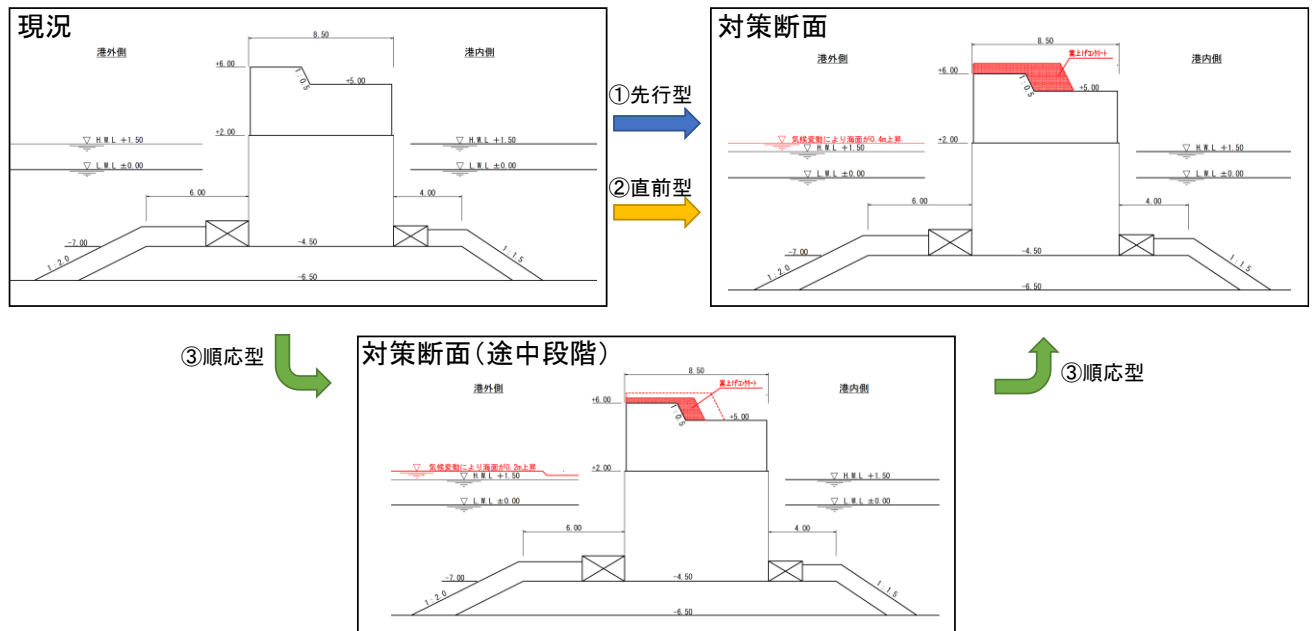 現況
8.50
港外側
港内側
+6.00
1:0.5
+5.00
+2.00
▽ H.W.L +1.50
▽ H.W.L +1.50
▽ L.W.L ±0.00
▽ L.W.L ±0.00
6.00
4.00
-7.00
-4.50
1:2.0
1:1.5
-6.50
①先行型
②直前型
対策断面
8.50
港外側
嵩上げコンクリート
港内側
+6.00
1:0.5
+5.00
+2.00
▽ 気候変動により海面が0.4m上昇
▽ H.W.L +1.50
▽ H.W.L +1.50
▽ L.W.L ±0.00
▽ L.W.L ±0.00
6.00
4.00
-7.00
-4.50
1:2.0
1:1.5
-6.50
③順応型
対策断面(途中段階)
8.50
港外側
嵩上げコンクリート
港内側
+6.00
1:0.5
+5.00
+2.00
▽ 気候変動により海面が0.2m上昇
▽ H.W.L +1.50
▽ H.W.L +1.50
▽ L.W.L ±0.00
▽ L.W.L ±0.00
6.00
4.00
-7.00
-4.50
1:2.0
1:1.5
-6.50
③順応型